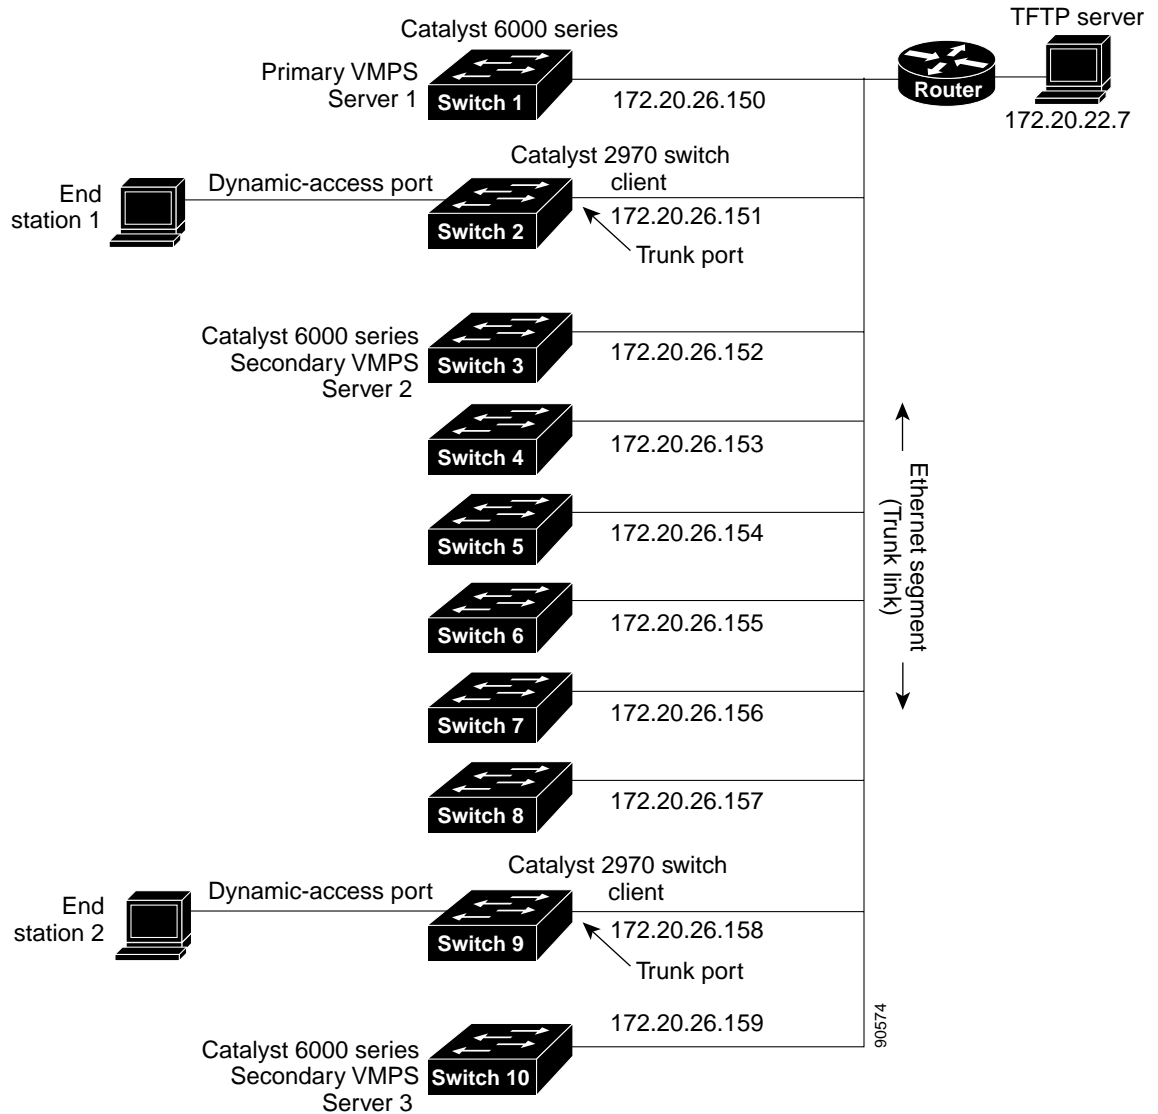 TFTP server
Catalyst 6000 series
Primary VMPS
Server 1
Switch 1
172.20.26.150
Router
172.20.22.7
Catalyst 2970 switch
client
End
station 1
Dynamic-access port
Switch 2
172.20.26.151
Trunk port
Catalyst 6000 series
Secondary VMPS
Server 2
Switch 3
172.20.26.152
Switch 4
172.20.26.153
Ethernet segment
(Trunk link)
Switch 5
172.20.26.154
Switch 6
172.20.26.155
Switch 7
172.20.26.156
Switch 8
172.20.26.157
Catalyst 2970 switch
client
End
station 2
Dynamic-access port
Switch 9
172.20.26.158
Trunk port
172.20.26.159
90574
Catalyst 6000 series
Secondary VMPS
Server 3
Switch 10